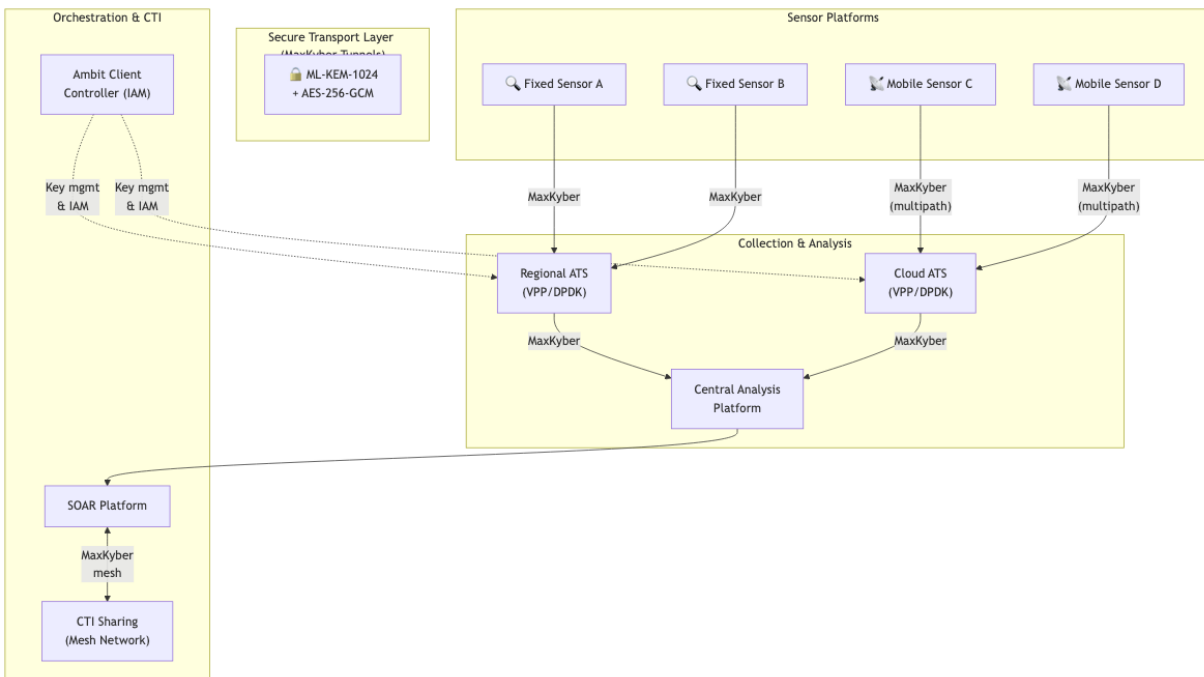 Orchestration & CTI
Ambit Client
Controller (IAM)
Key mgmt
& IAM
Key mgmt
& IAM
SOAR Platform
MaxKyber
mesh
CTI Sharing
(Mesh Network)
Secure Transport Layer
(MaxKyber Tunnels)
🔒 ML-KEM-1024
+ AES-256-GCM
Sensor Platforms
🔍 Fixed Sensor A
🔍 Fixed Sensor B
📡 Mobile Sensor C
📡 Mobile Sensor D
MaxKyber
MaxKyber
MaxKyber
(multipath)
MaxKyber
(multipath)
Collection & Analysis
Regional ATS
(VPP/DPDK)
Cloud ATS
(VPP/DPDK)
MaxKyber
MaxKyber
Central Analysis
Platform